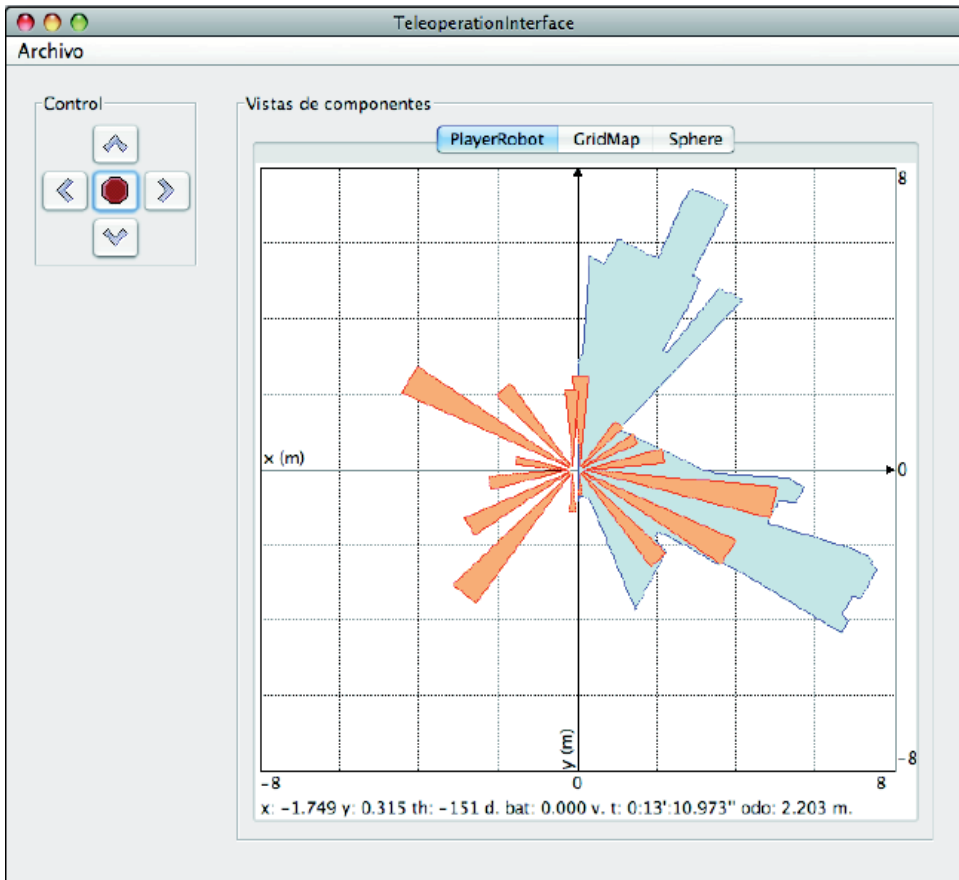 TeleoperationInterface
Archivo
Control
Vistas de componentes
PlayerRobot GridMap Sphere
8
x (m)
0
y (m)
-8
-8 0 8
x: -1.749 y: 0.315 th: -151 d. bat: 0.000 v. t: 0:13':10.973" odo: 2.203 m.